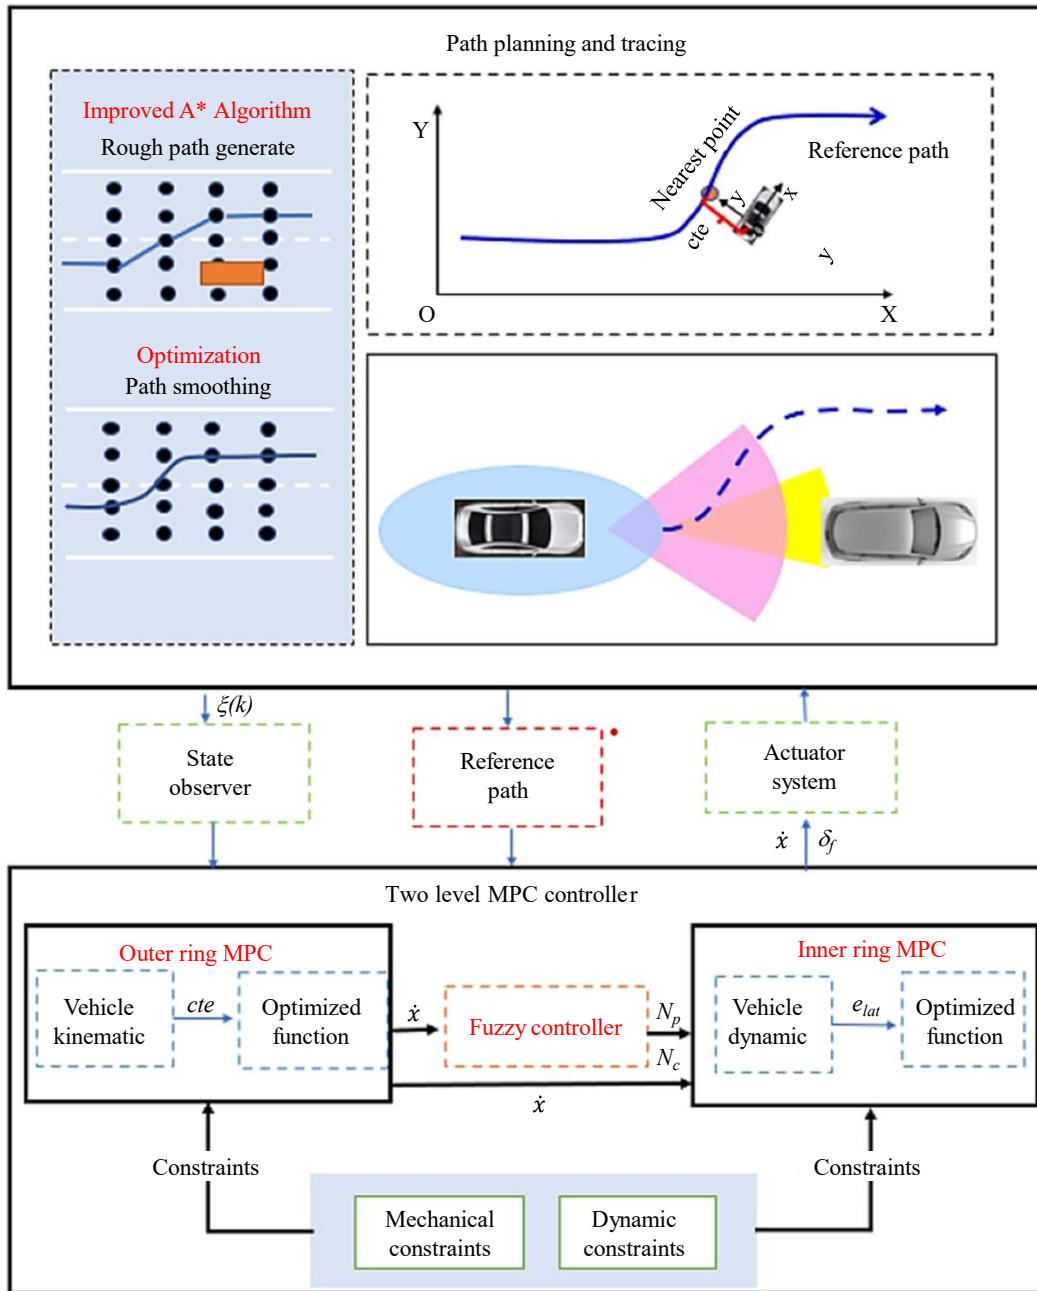 Path planning and tracing
Improved A* Algorithm
Rough path generate
Optimization
Path smoothing
Y
Nearest point
Reference path
y
x
cte
y
O
X
ξ(k)
State
observer
Reference
path
Actuator
system
ẋ
δf
Two level MPC controller
Outer ring MPC
Vehicle
kinematic
cte
Optimized
function
ẋ
Fuzzy controller
Np
Nc
ẋ
Inner ring MPC
Vehicle
dynamic
elat
Optimized
function
Constraints
Constraints
Mechanical
constraints
Dynamic
constraints